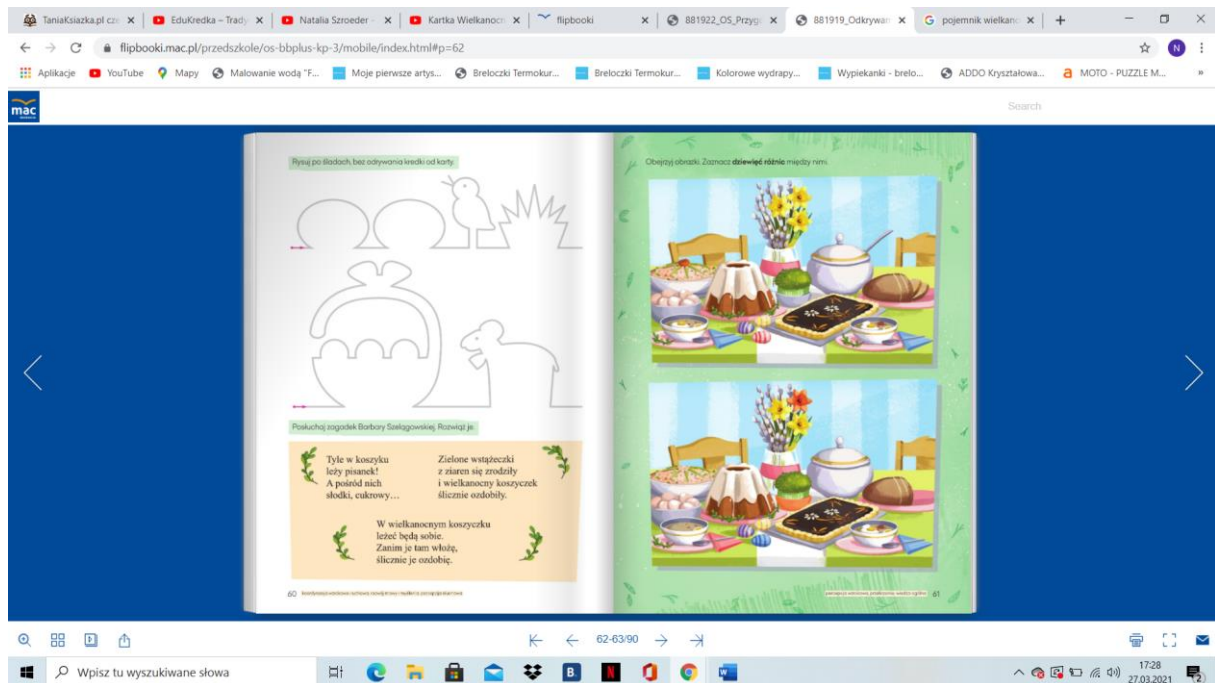 TaniaKsiazka.pl cz
EduKredka – Trady
Natalia Szroeder -
Kartka Wielkanocn
flipbooki
881922_OS_Przyg
881919_Odkrywan
pojemnik wielkanc
flipbooki.mac.pl/przedszkole/os-bbplus-kp-3/mobile/index.html#p=62
N
Aplikacje
YouTube
Mapy
Malowanie wodą "F...
Moje pierwsze artys...
Breloczki Termokur...
Breloczki Termokur...
Kolorowe wydrapy...
Wypiekanki - brelo...
ADDO Kryształowa...
MOTO - PUZZLE M...
mac
Search
Rysuj po śladach, bez odrywania kredki od karty.
Posłuchaj zagadek Barbary Szelągowskiej. Rozwiąż je.
Tyle w koszyku
leży pisanek!
A pośród nich
słodki, cukrowy…
Zielone wstążeczki
z ziaren się zrodziły
i wielkanocny koszyczek
ślicznie ozdobiły.
W wielkanocnym koszyczku
leżeć będą sobie.
Zanim je tam włożę,
ślicznie je ozdobię.
60
Obejrzyj obrazki. Zaznacz dziewięć różnic między nimi.
61
62-63/90
Wpisz tu wyszukiwane słowa
17:28
27.03.2021
2